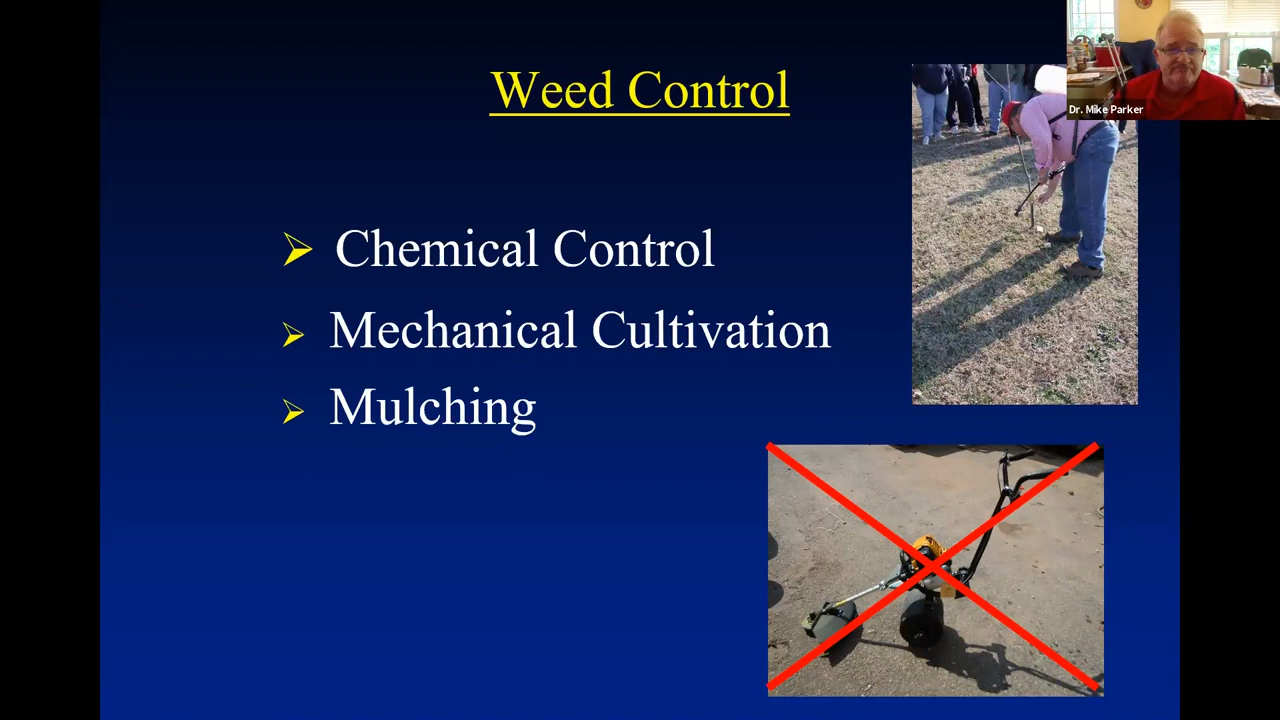 Weed Control
Dr. Mike Parker
Chemical Control
Mechanical Cultivation
Mulching